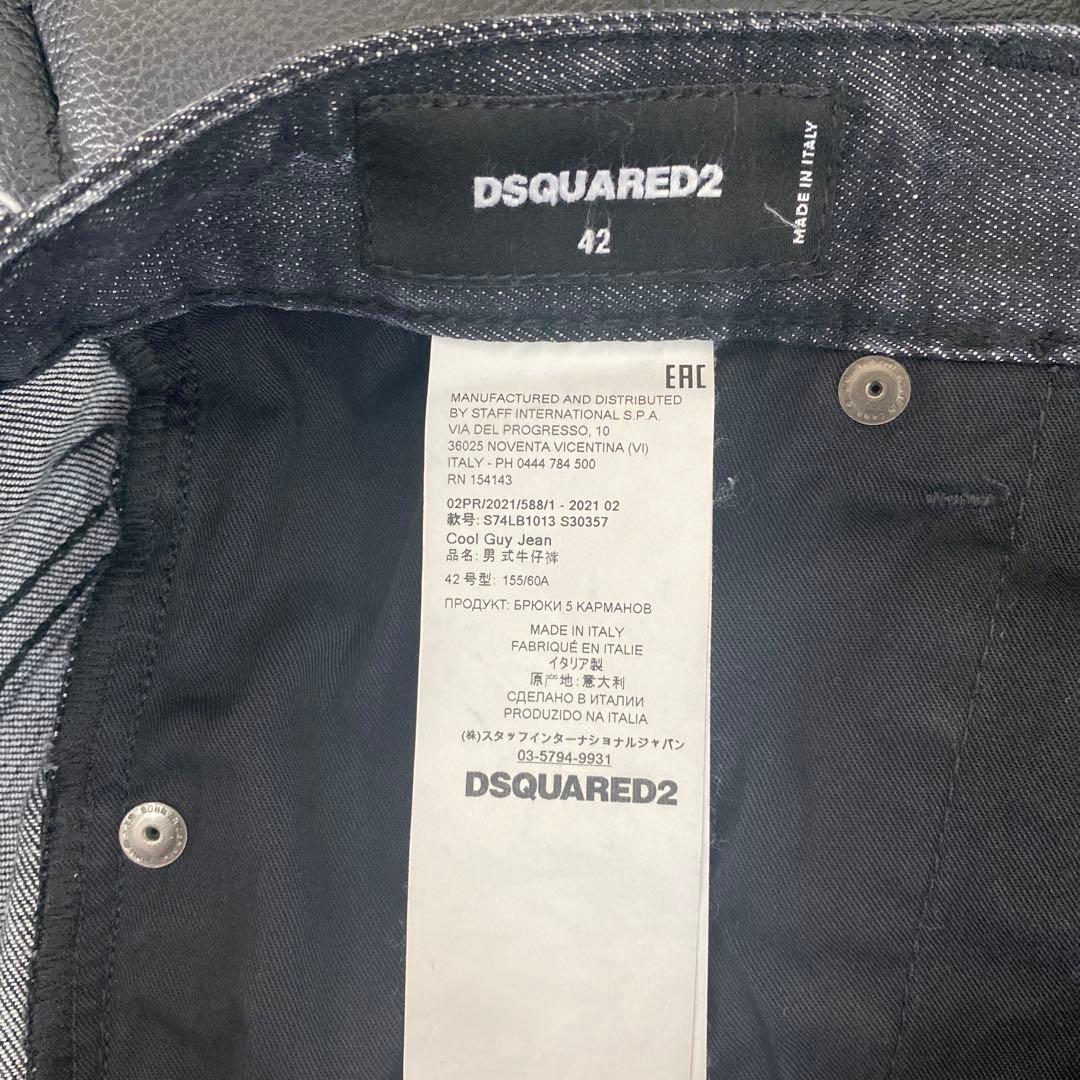 DSQUARED2
42
MADE IN ITALY
EAC
MANUFACTURED AND DISTRIBUTED
BY STAFF INTERNATIONAL S.P.A.
VIA DEL PROGRESSO, 10
36025 NOVENTA VICENTINA (VI)
ITALY - PH 0444 784 500
RN 154143
02PR/2021/588/1 - 2021 02
款号: S74LB1013 S30357
Cool Guy Jean
品名: 男 式牛仔裤
42 号型: 155/60A
ПРОДУКТ: БРЮКИ 5 КАРМАНОВ
MADE IN ITALY
FABRIQUÉ EN ITALIE
イタリア製
原产地:意大利
СДЕЛАНО В ИТАЛИИ
PRODUZIDO NA ITALIA
(株)スタッフインターナショナルジャパン
03-5794-9931
DSQUARED2